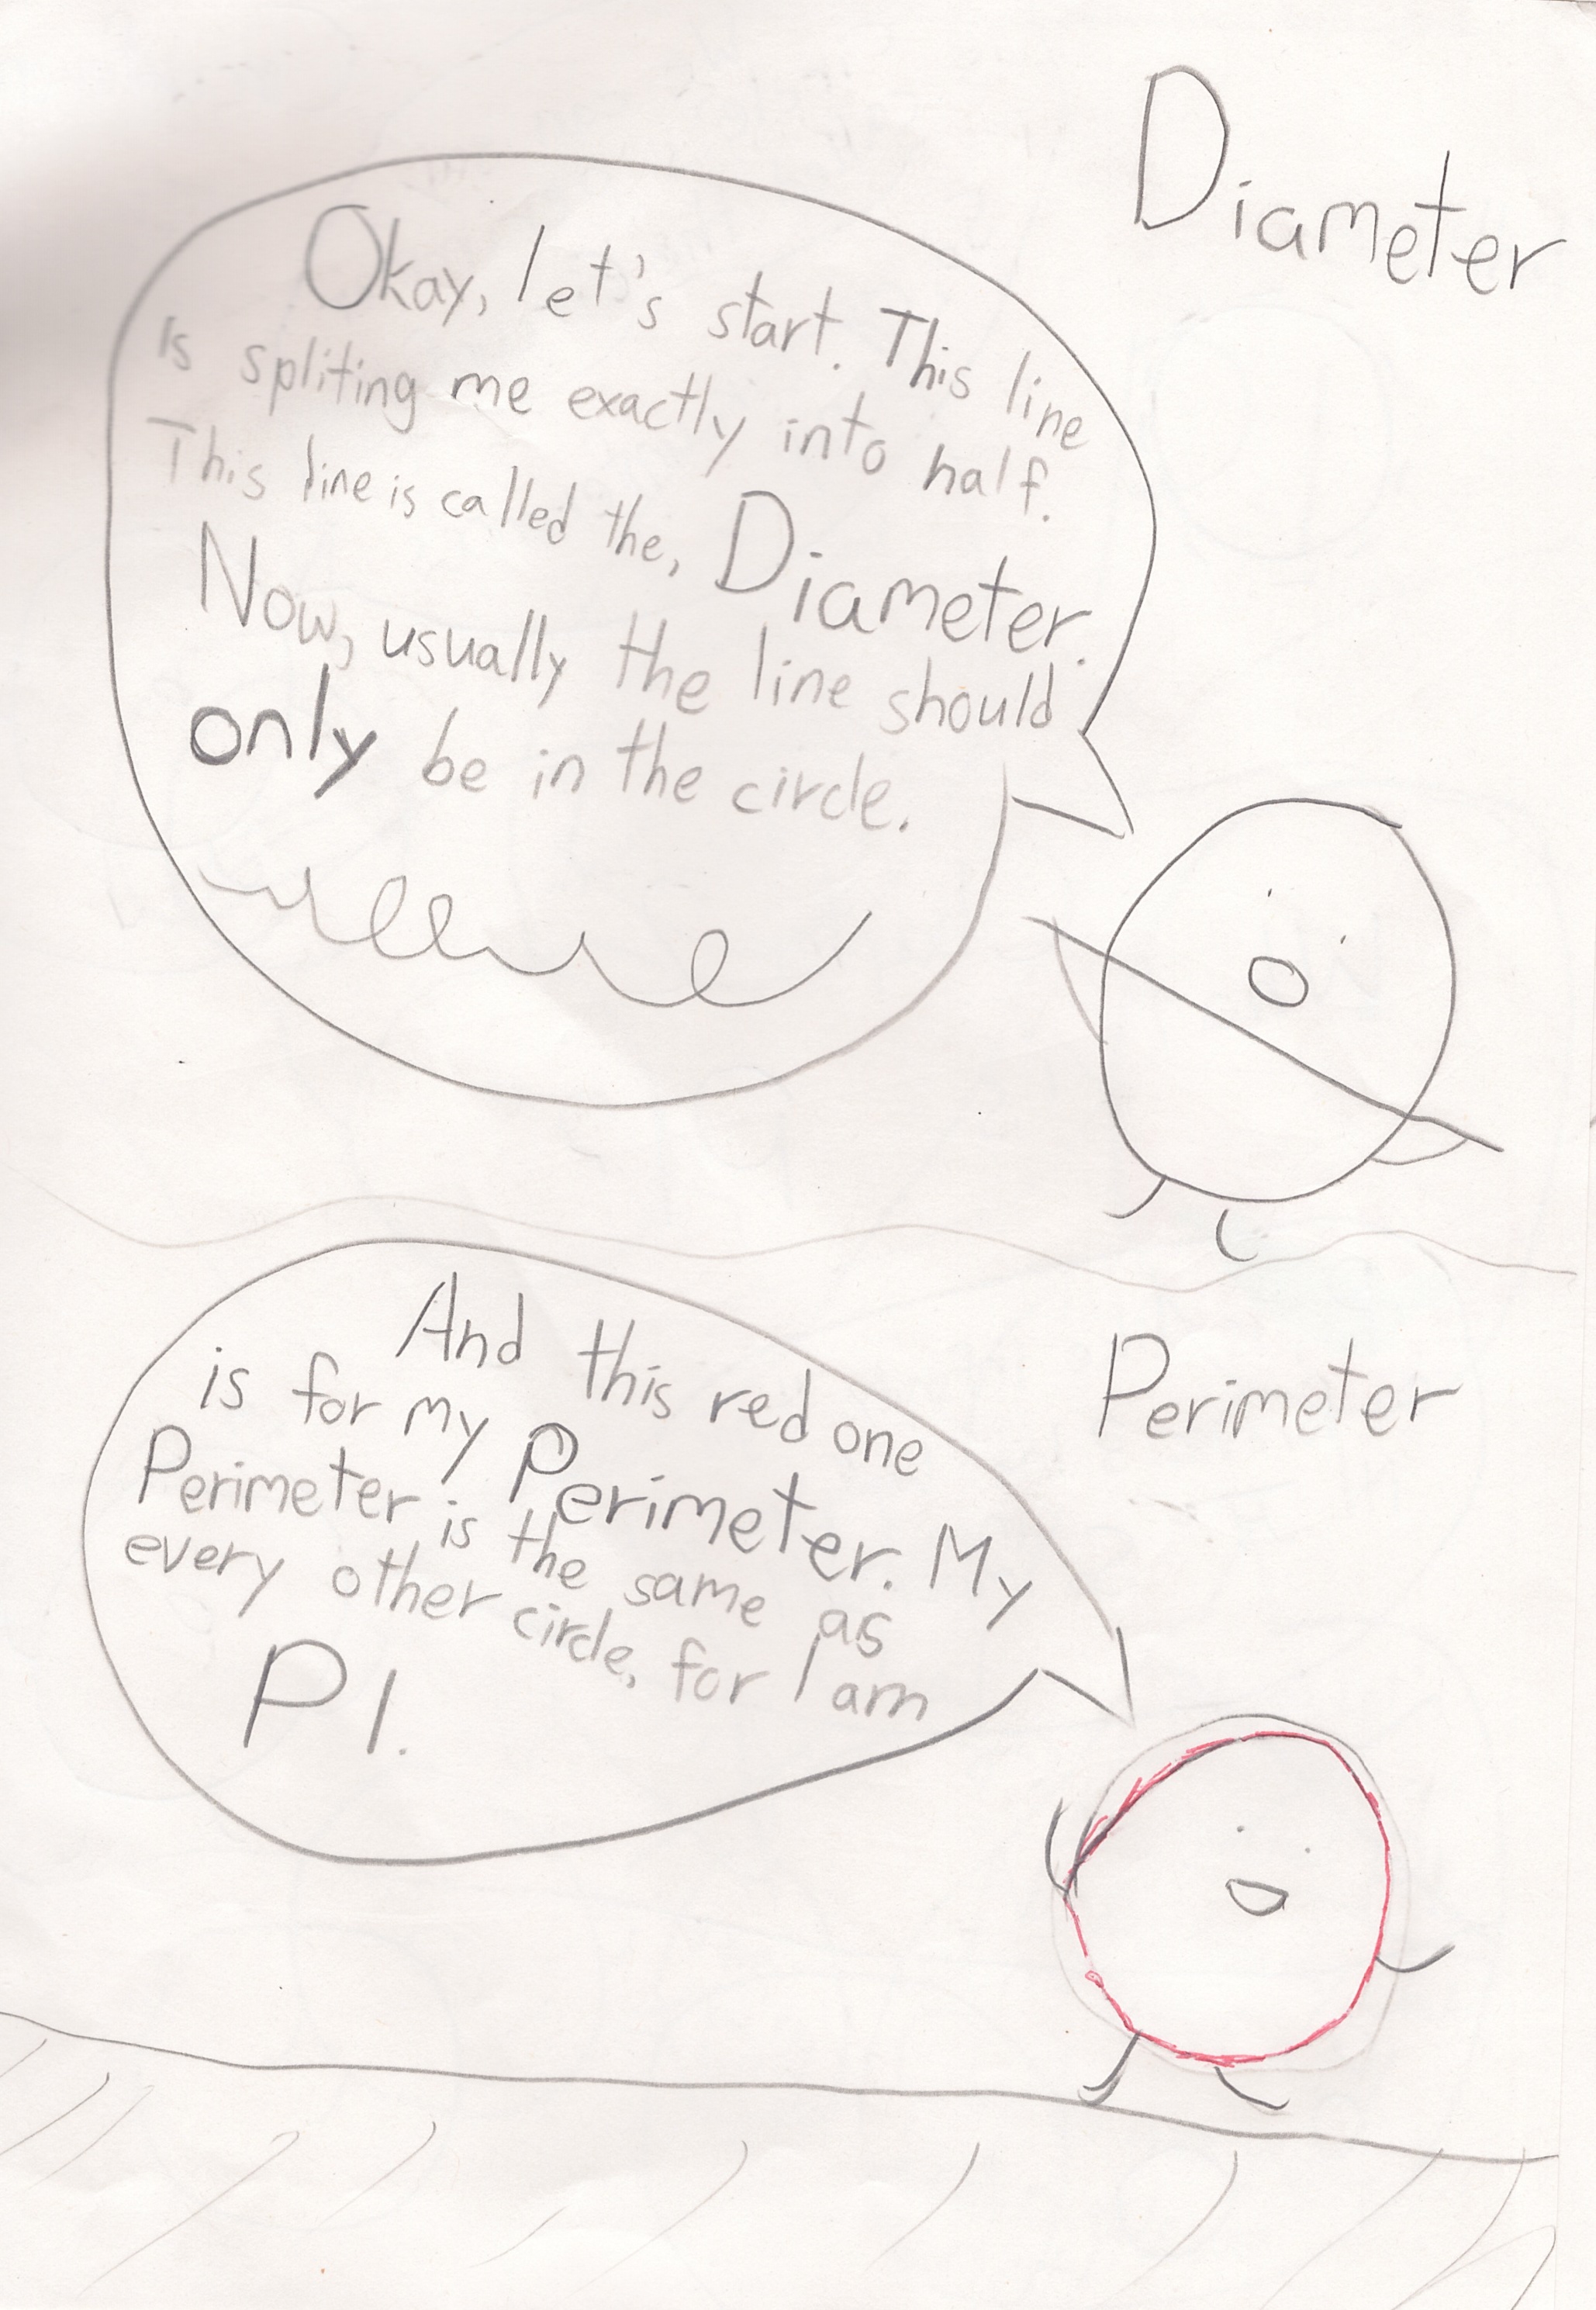 Diameter
Okay, let's start. This line
is spliting me exactly into half.
This line is called the, Diameter.
Now, usually the line should
only be in the circle.
Perimeter
And this red one
is for my Perimeter. My
Perimeter is the same as
every other circle, for I am
PI.